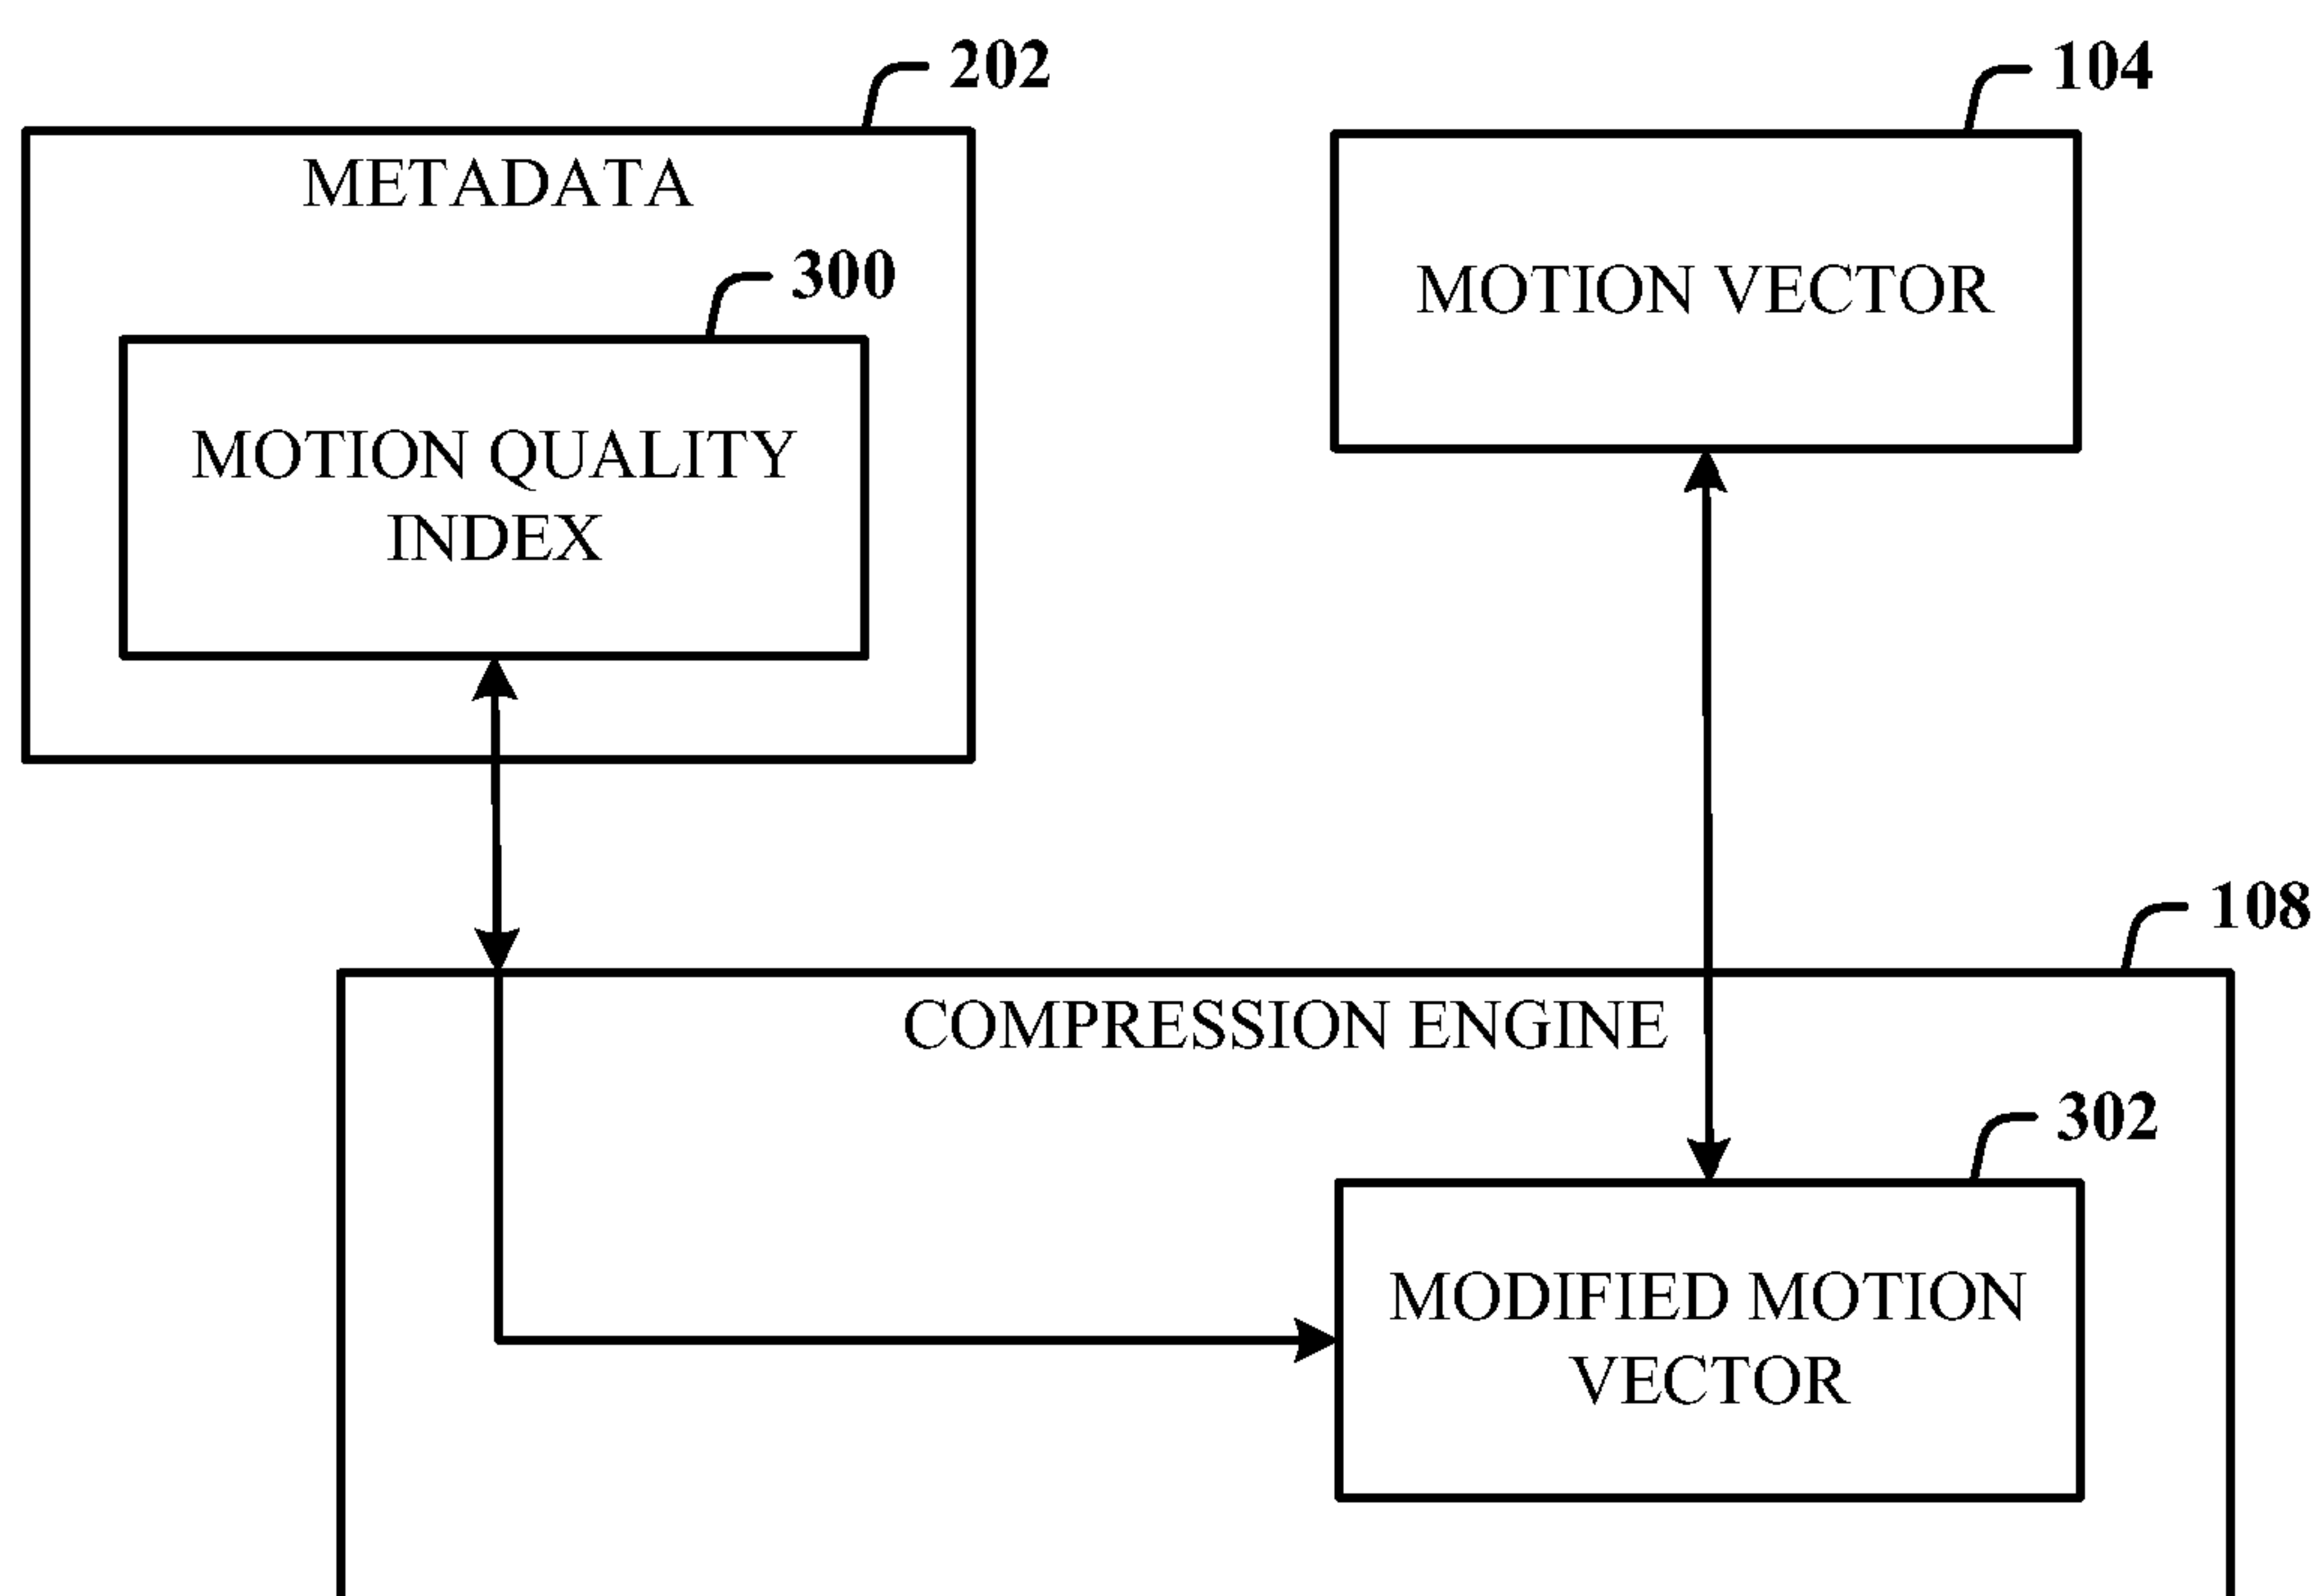 202
104
METADATA
300
MOTION VECTOR
MOTION QUALITY
INDEX
108
COMPRESSION ENGINE
302
MODIFIED MOTION
VECTOR